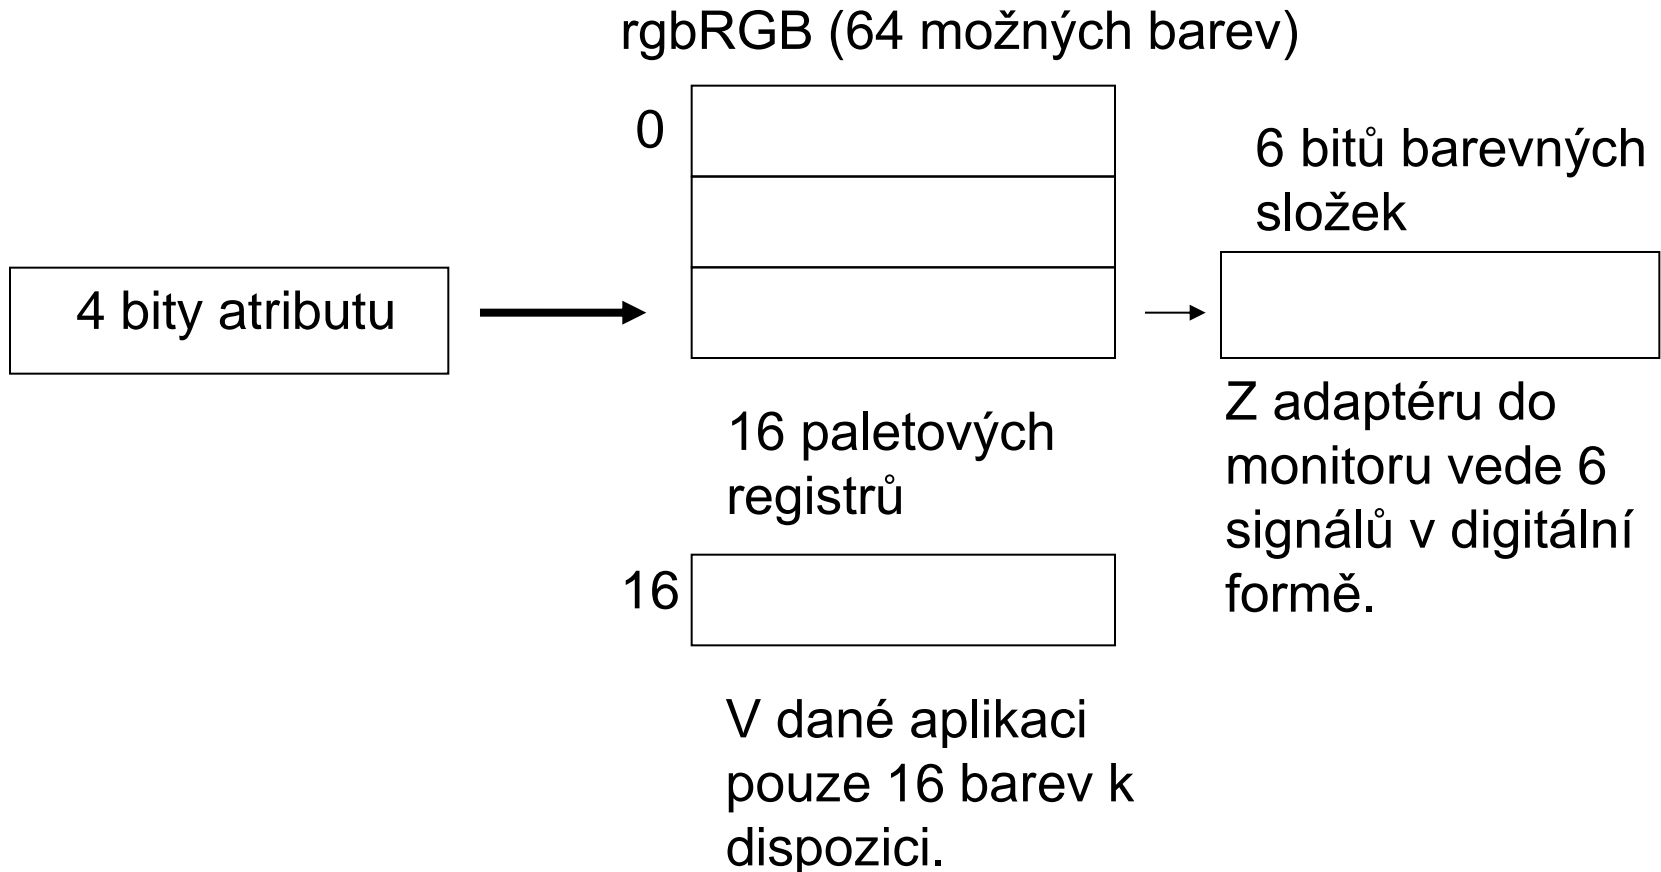 rgbRGB (64 možných barev)
0
6 bitů barevných
složek
4 bity atributu
16 paletových
registrů
Z adaptéru do
monitoru vede 6
signálů v digitální
formě.
16
V dané aplikaci
pouze 16 barev k
dispozici.